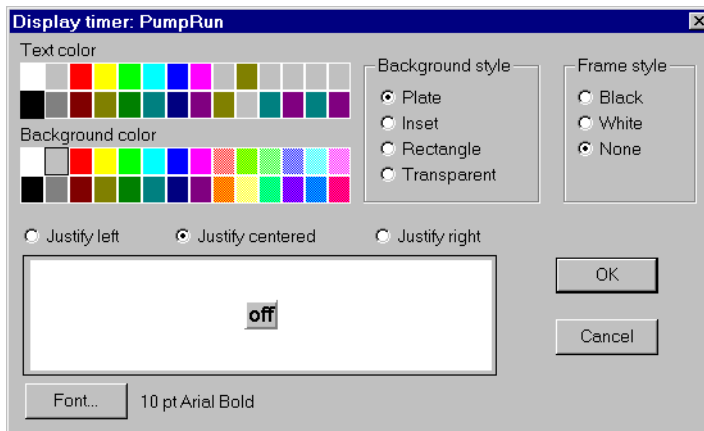 Display timer: PumpRun
Text color
Background color
Background style
Plate
Inset
Rectangle
Transparent
Frame style
Black
White
None
Justify left
Justify centered
Justify right
off
OK
Cancel
Font...
10 pt Arial Bold